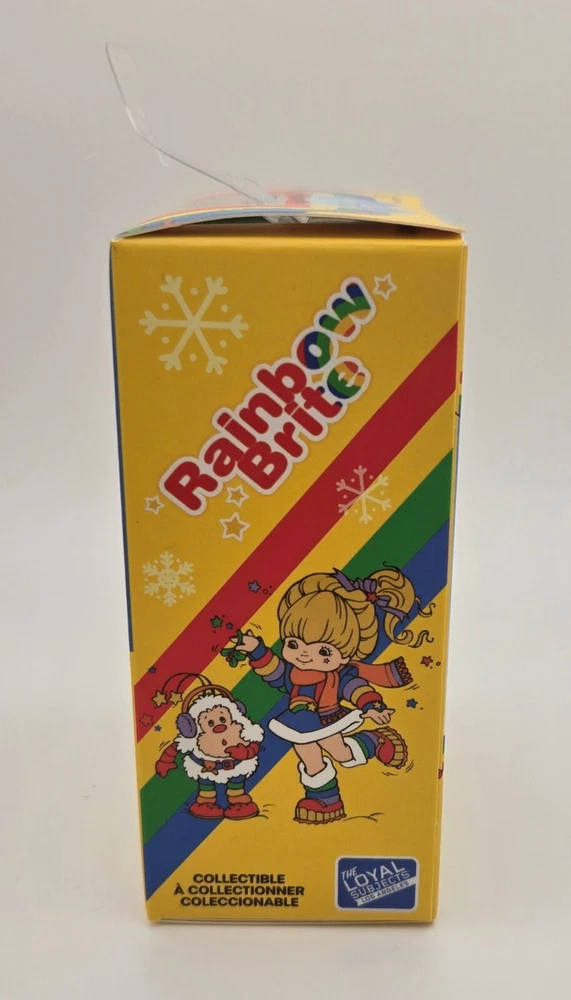 Rainbow
Brite
COLLECTIBLE
À COLLECTIONNER
COLECCIONABLE
THE
LOYAL
SUBJECTS
LOS ANGELES